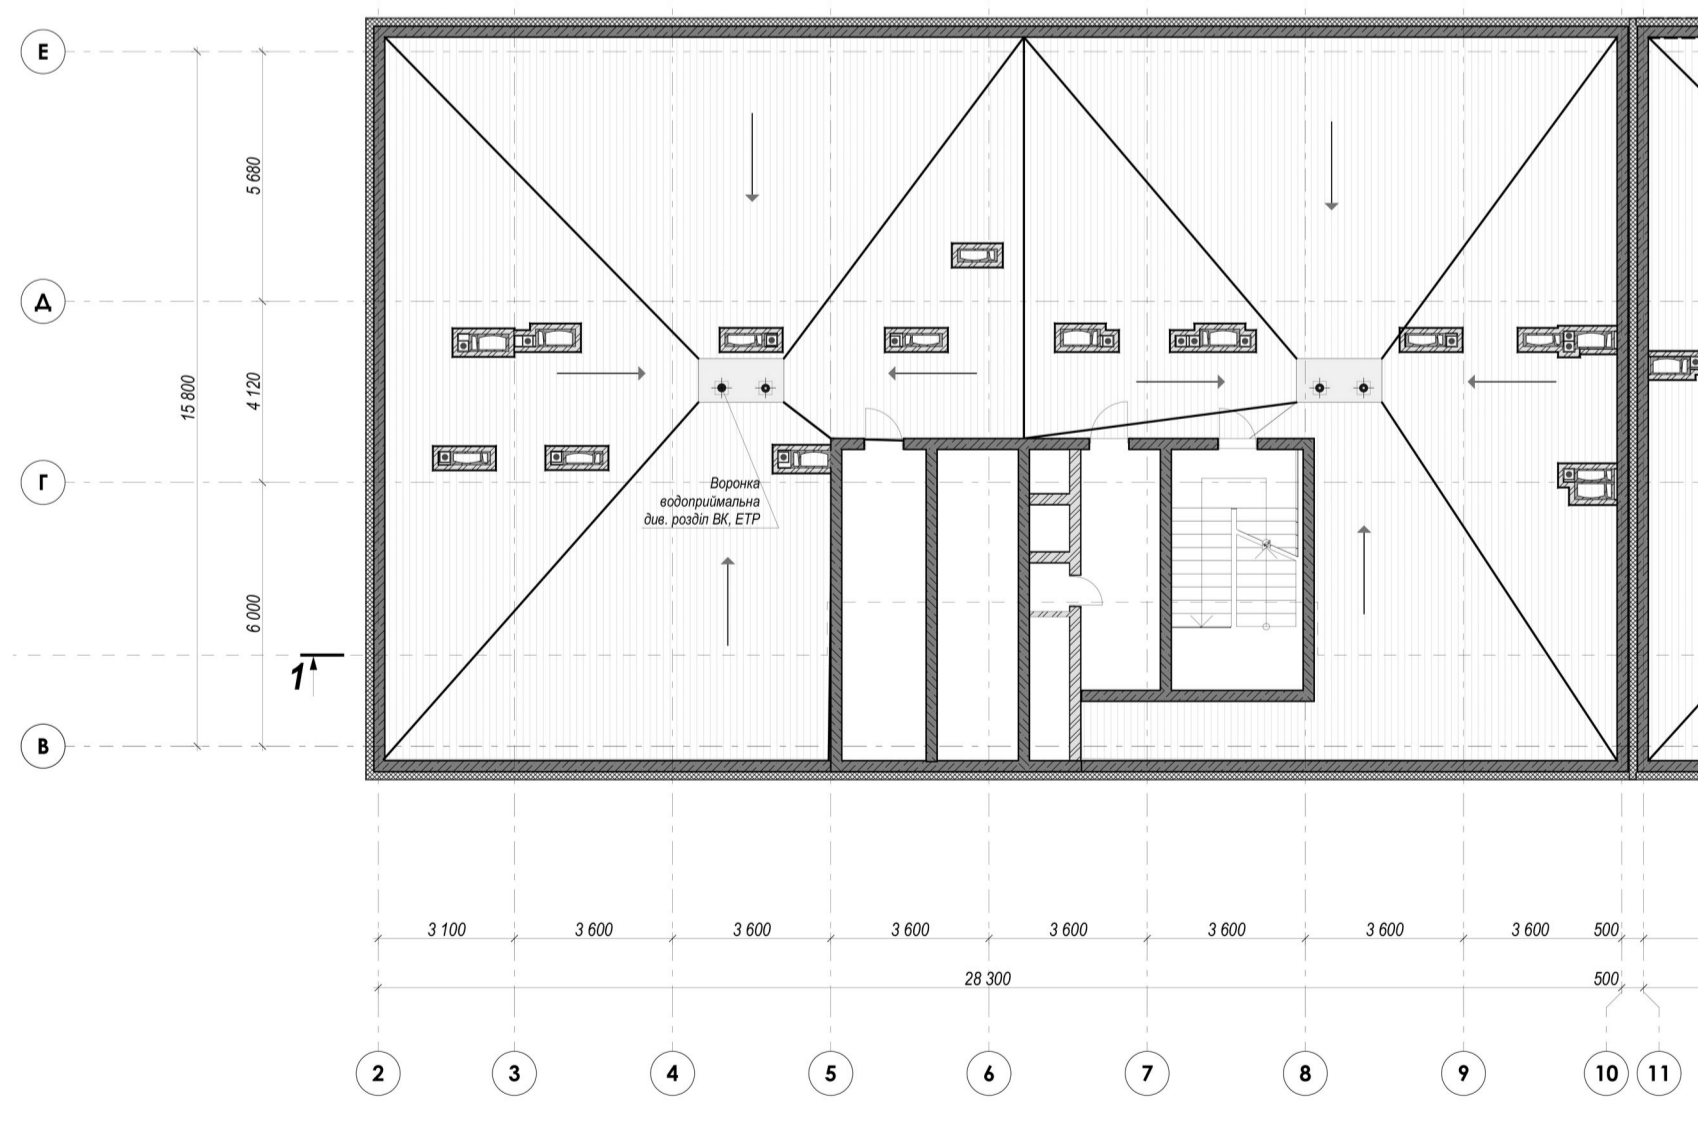 Е
5 680
Д
15 800
4 120
Г
Воронка
водоприймальна
див. розділ ВК, ЕТР
6 000
1
В
3 100 3 600 3 600 3 600 3 600 3 600 3 600 3 600 500
28 300 500
2 3 4 5 6 7 8 9 10 11